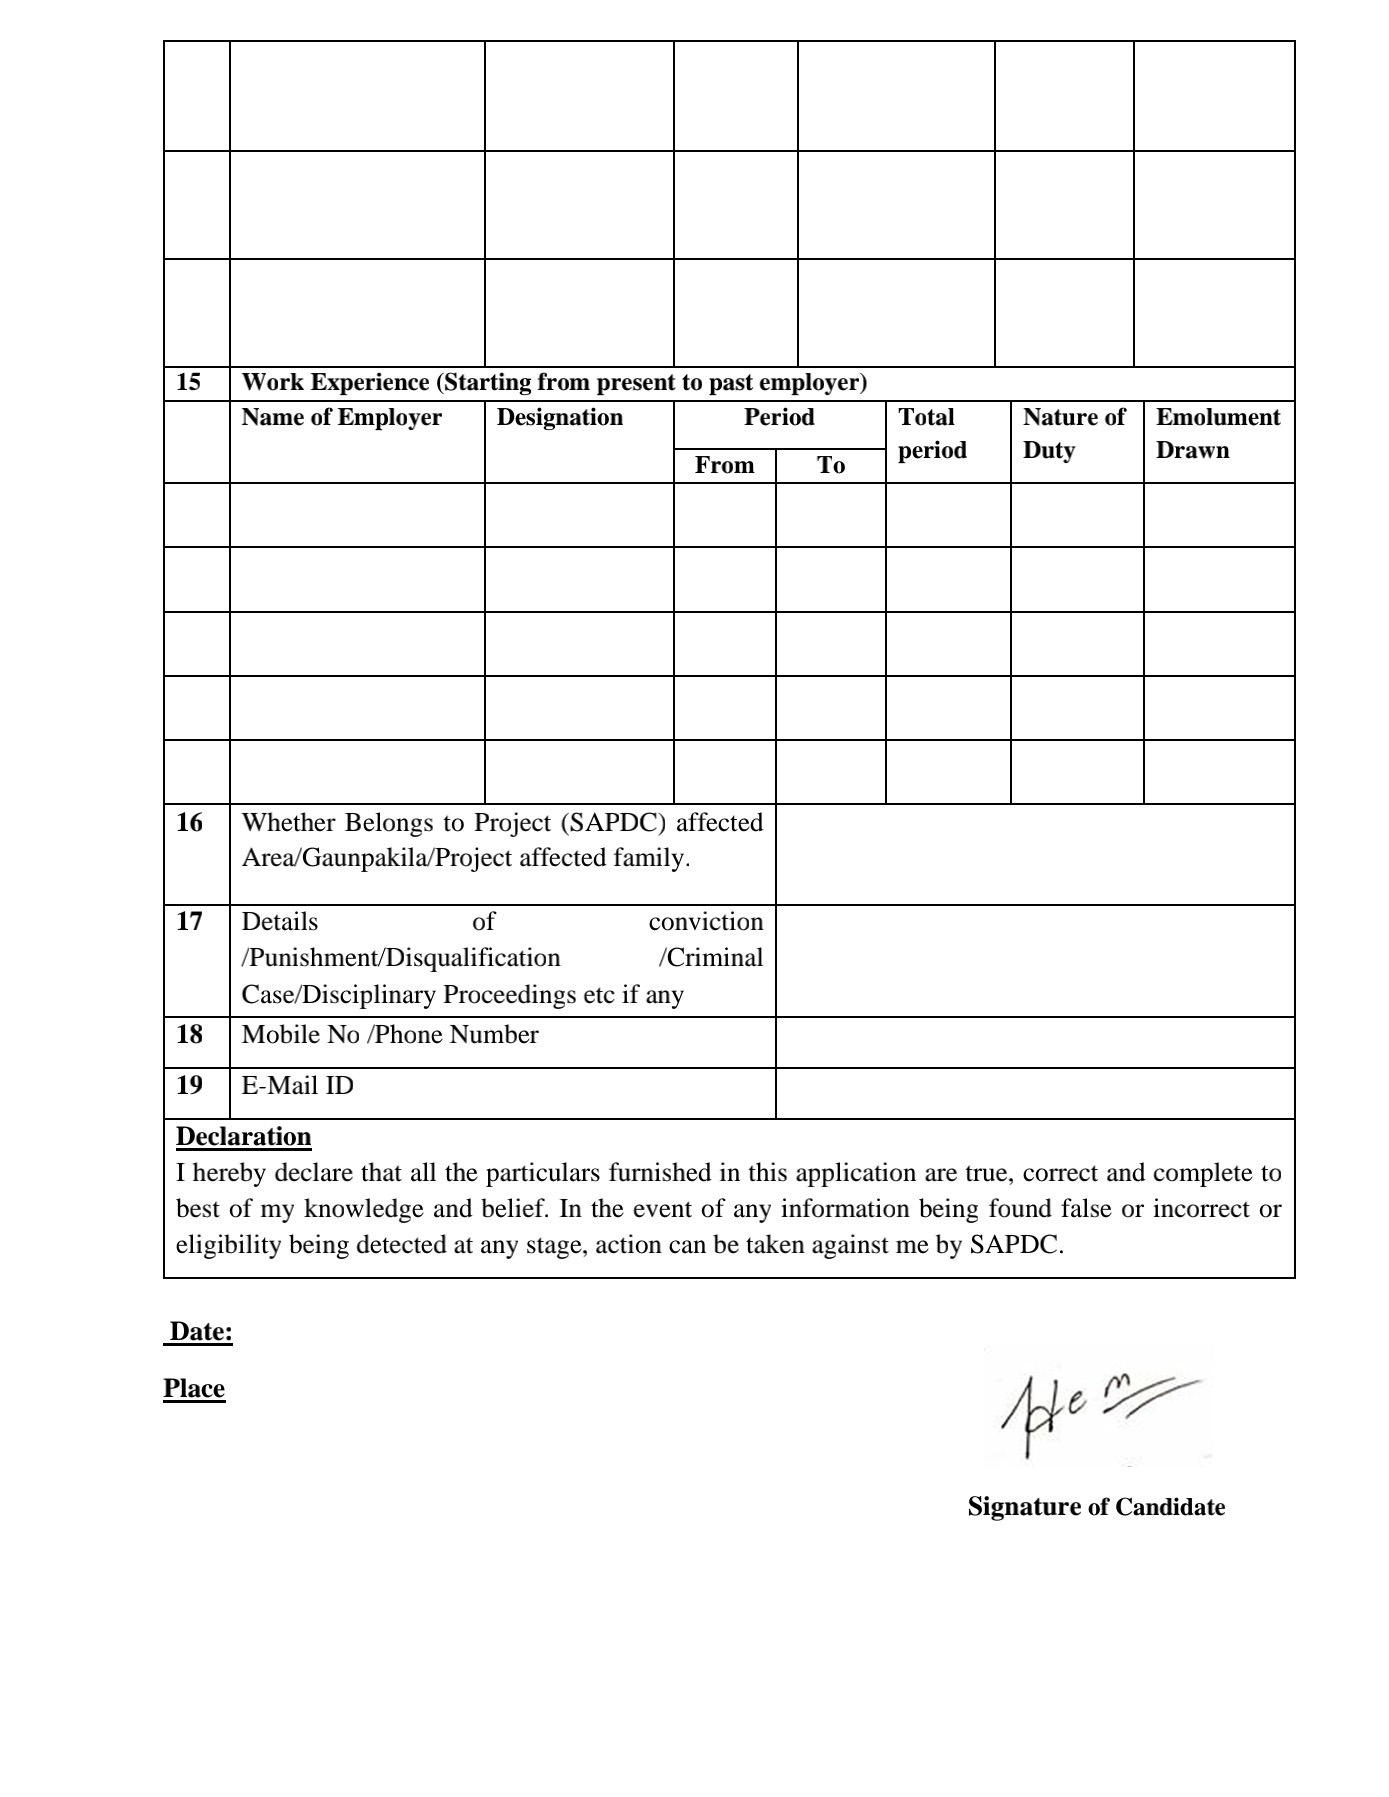 15 Work Experience (Starting from present to past employer)
Name of Employer Designation Period Total period Nature of Duty Emolument Drawn
From To
16 Whether Belongs to Project (SAPDC) affected
Area/Gaunpakila/Project affected family.
17 Details of conviction
/Punishment/Disqualification /Criminal
Case/Disciplinary Proceedings etc if any
18 Mobile No /Phone Number
19 E-Mail ID
Declaration
I hereby declare that all the particulars furnished in this application are true, correct and complete to
best of my knowledge and belief. In the event of any information being found false or incorrect or
eligibility being detected at any stage, action can be taken against me by SAPDC.
Date:
Place
Hem
Signature of Candidate